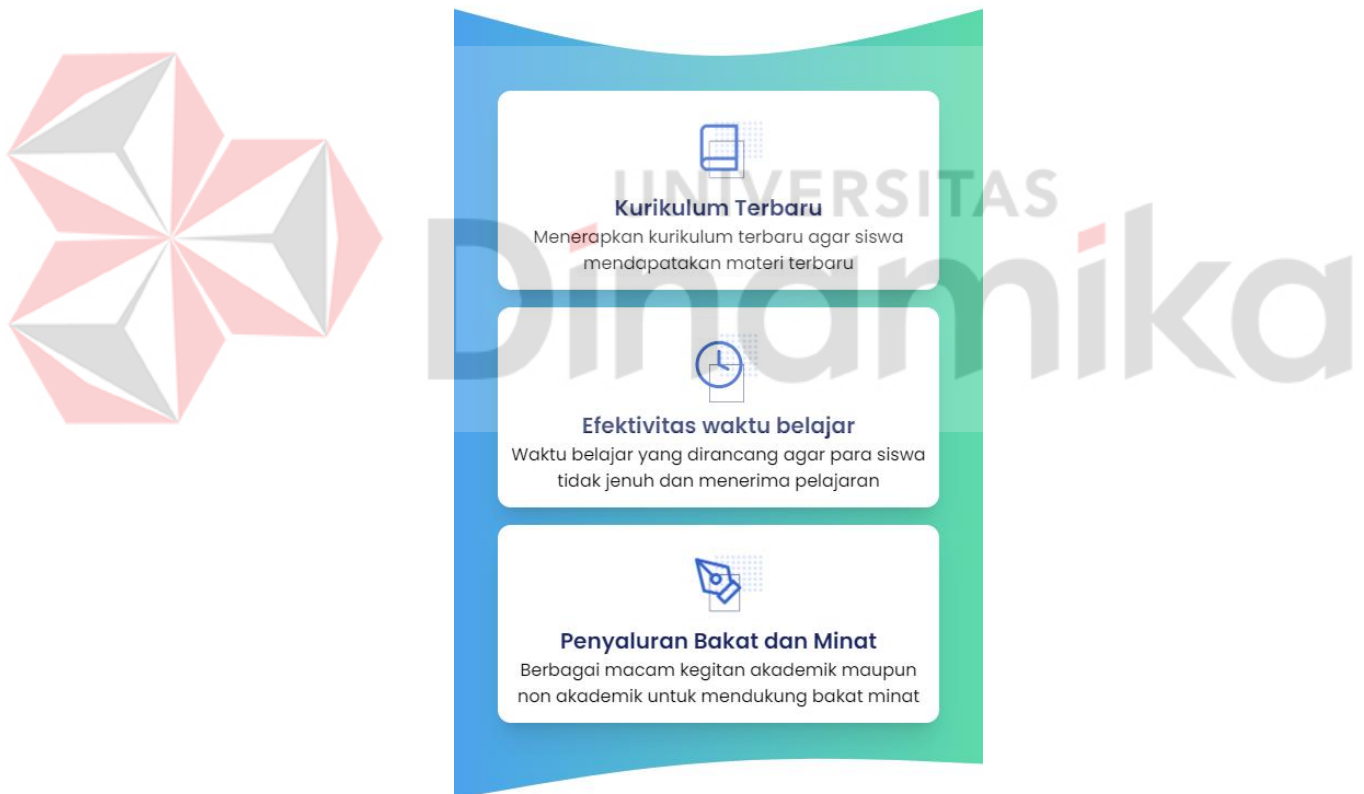 UNIVERSITAS
Dinamika
Kurikulum Terbaru
Menerapkan kurikulum terbaru agar siswa
mendapatakan materi terbaru
Efektivitas waktu belajar
Waktu belajar yang dirancang agar para siswa
tidak jenuh dan menerima pelajaran
Penyaluran Bakat dan Minat
Berbagai macam kegitan akademik maupun
non akademik untuk mendukung bakat minat